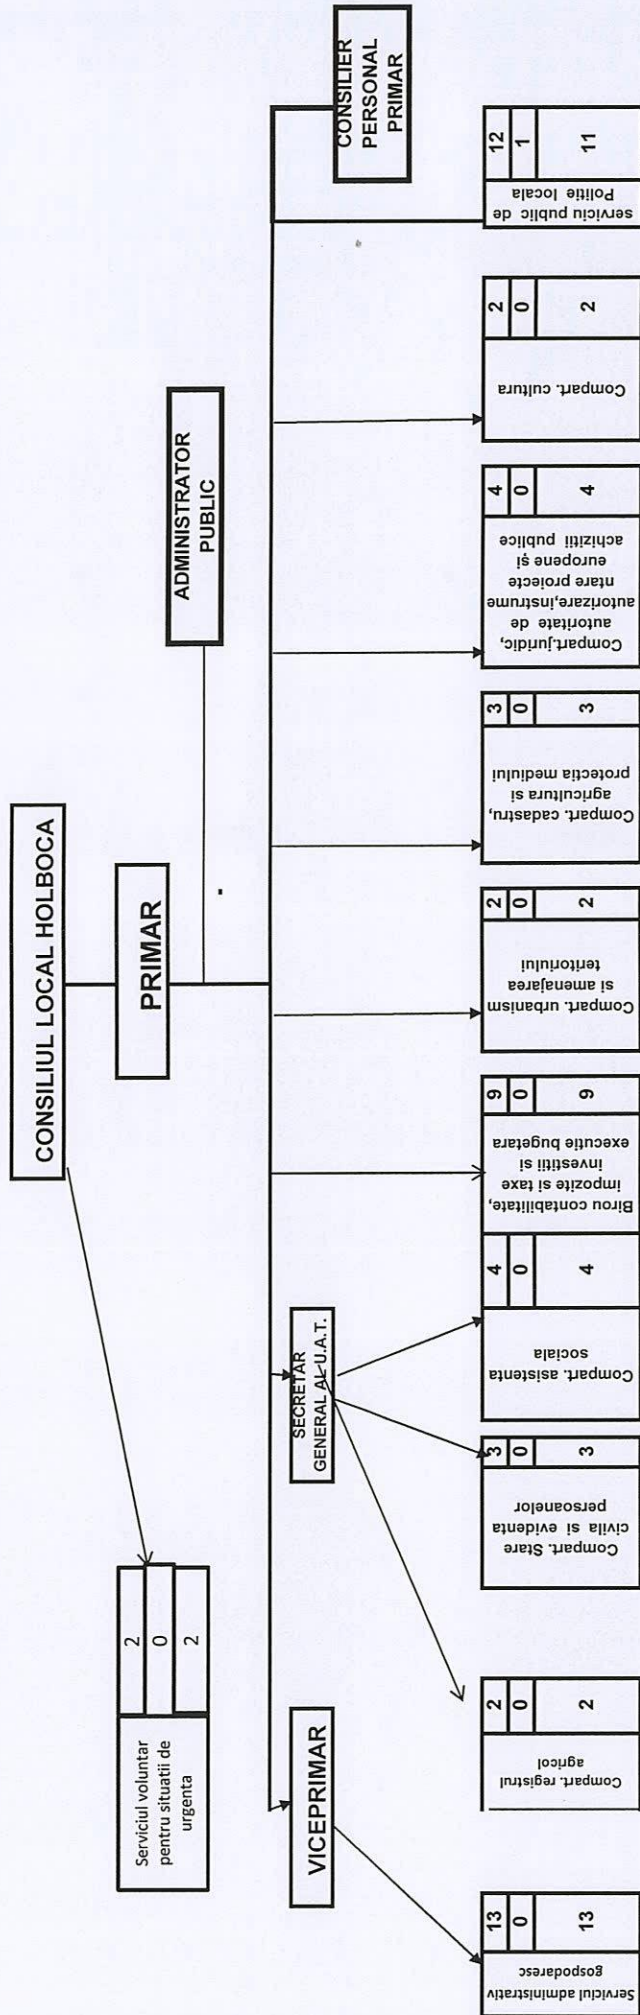 CONSILIUL LOCAL HOLBOCA
PRIMAR
ADMINISTRATOR
PUBLIC
CONSILIER
PERSONAL
PRIMAR
Serviciul voluntar
pentru situatii de
urgenta
2
0
2
VICEPRIMAR
SECRETAR
GENERAL AL U.A.T.
Serviciul administrativ
gospodaresc
13
0
13
Compart. registrul
agricol
2
0
2
Compart. Stare
civila si evidenta
persoanelor
3
0
3
Compart. asistenta
sociala
4
0
4
Birou contabilitate,
impozite si taxe
investitii si
executie bugetara
9
0
9
Compart. urbanism
si amenajarea
teritoriului
2
0
2
Compart. cadastru,
agricultura si
protectia mediului
3
0
3
Compart.juridic,
autoritate de
autorizare,instrume
ntare proiecte
europene și
achizitii publice
4
0
4
Compart. cultura
2
0
2
serviciu public de
Politie locala
12
1
11